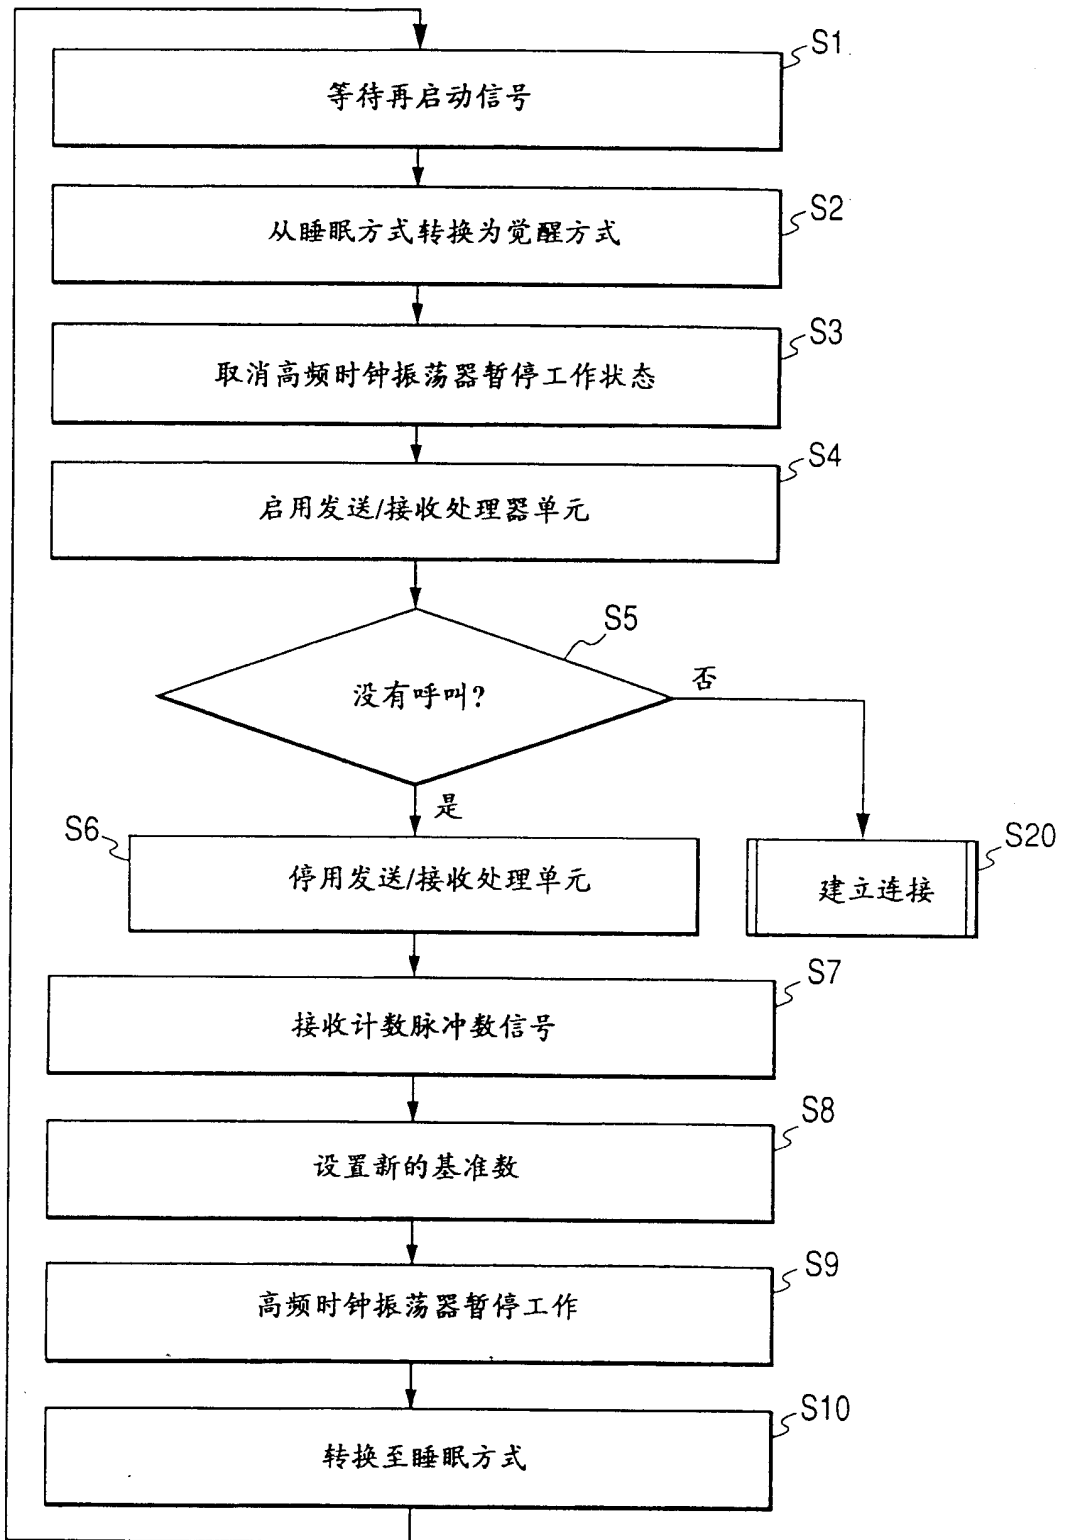 S1
等待再启动信号
S2
从睡眠方式转换为觉醒方式
S3
取消高频时钟振荡器暂停工作状态
S4
启用发送/接收处理器单元
S5
没有呼叫?
否
是
S6
停用发送/接收处理单元
S20
建立连接
S7
接收计数脉冲数信号
S8
设置新的基准数
S9
高频时钟振荡器暂停工作
S10
转换至睡眠方式